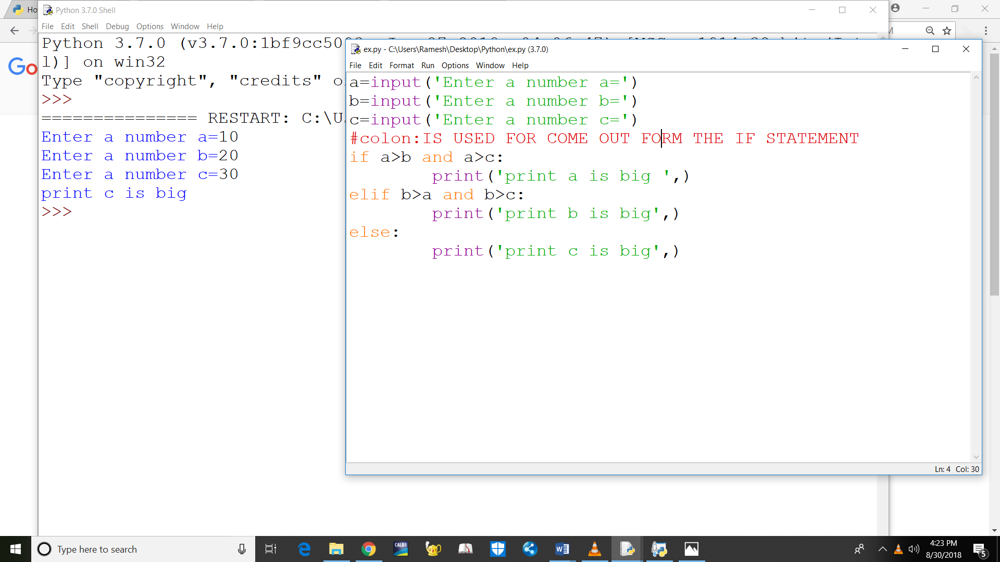 Ho
Python 3.7.0 Shell
File Edit Shell Debug Options Window Help
Python 3.7.0 (v3.7.0:1bf9cc50
l)] on win32
Type "copyright", "credits" o
>>>
=============== RESTART: C:\U
Enter a number a=10
Enter a number b=20
Enter a number c=30
print c is big
>>>
Go
ex.py - C:\Users\Ramesh\Desktop\Python\ex.py (3.7.0)
File Edit Format Run Options Window Help
a=input('Enter a number a=')
b=input('Enter a number b=')
c=input('Enter a number c=')
#colon:IS USED FOR COME OUT FORM THE IF STATEMENT
if a>b and a>c:
        print('print a is big ',)
elif b>a and b>c:
        print('print b is big',)
else:
        print('print c is big',)
Ln: 4 Col: 30
Type here to search
CALD3
4:23 PM
8/30/2018
5